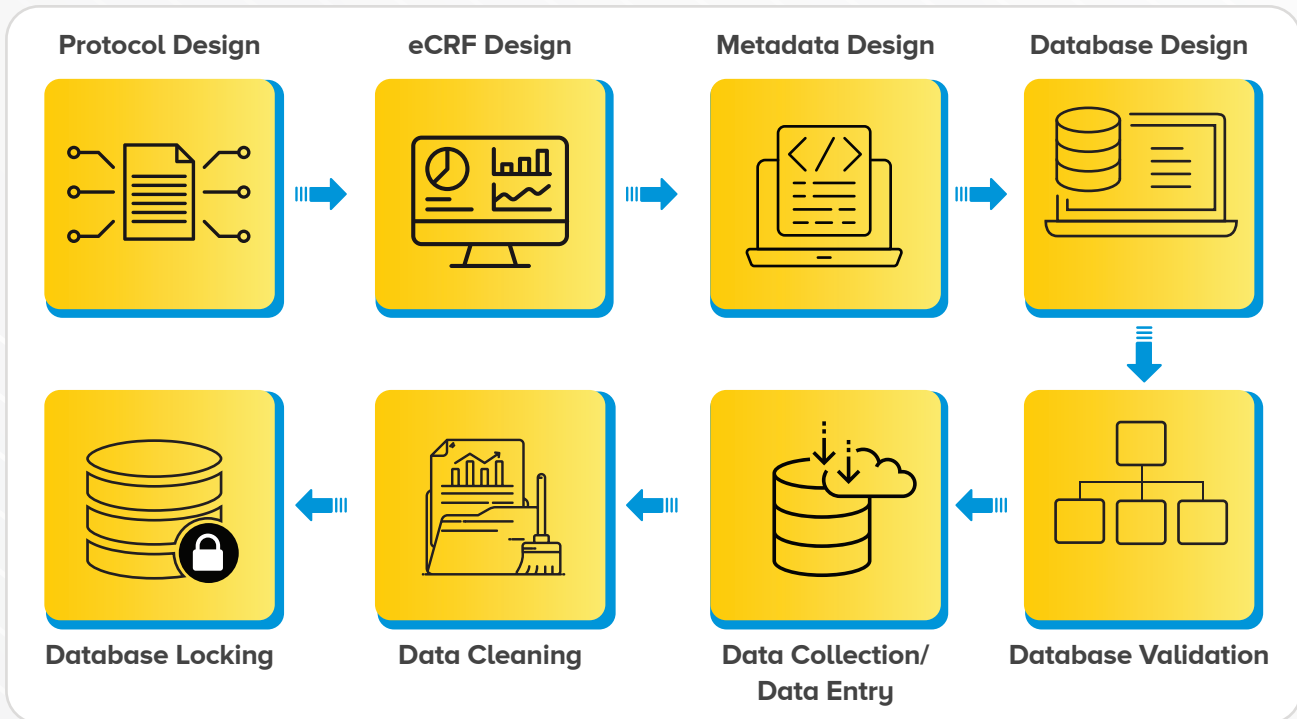 Protocol Design
eCRF Design
Metadata Design
Database Design
Database Locking
Data Cleaning
Data Collection/
Data Entry
Database Validation